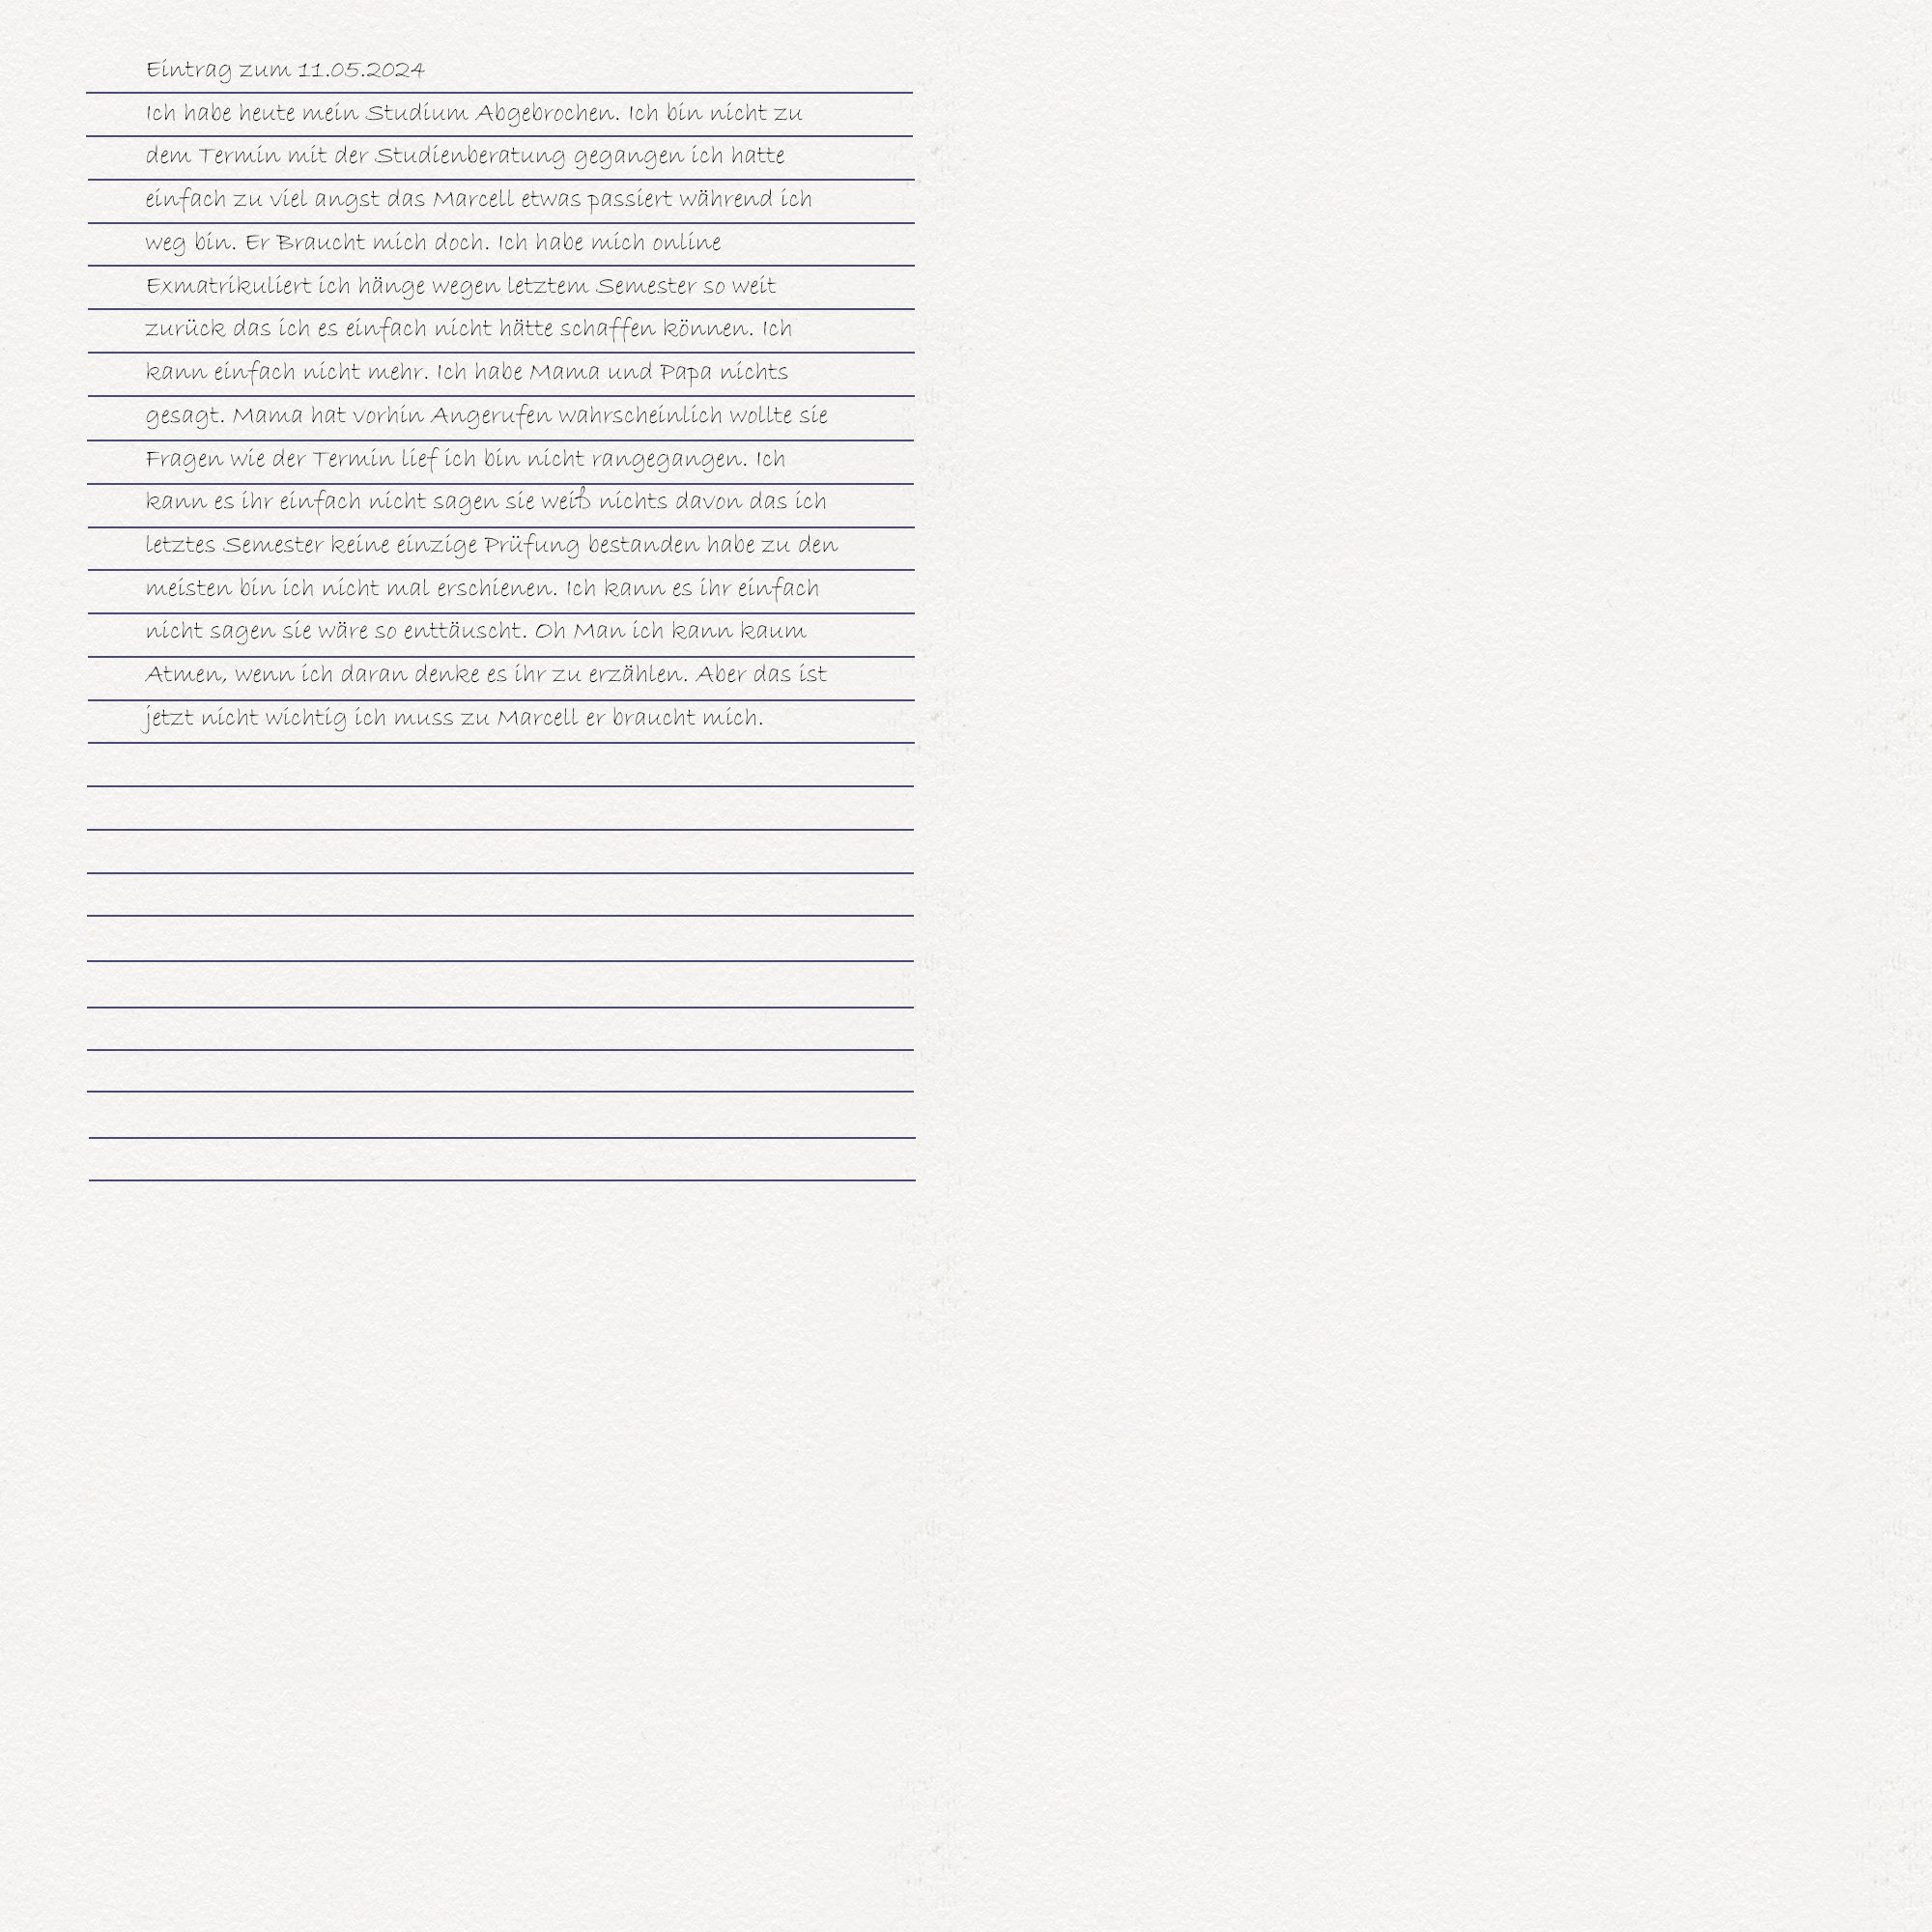 Eintrag zum 11.05.2024
Ich habe heute mein Studium Abgebrochen. Ich bin nicht zu
dem Termin mit der Studienberatung gegangen ich hatte
einfach zu viel angst das Marcell etwas passiert während ich
weg bin. Er Braucht mich doch. Ich habe mich online
Exmatrikuliert ich hänge wegen letztem Semester so weit
zurück das ich es einfach nicht hätte schaffen können. Ich
kann einfach nicht mehr. Ich habe Mama und Papa nichts
gesagt. Mama hat vorhin Angerufen wahrscheinlich wollte sie
Fragen wie der Termin lief ich bin nicht rangegangen. Ich
kann es ihr einfach nicht sagen sie weiß nichts davon das ich
letztes Semester keine einzige Prüfung bestanden habe zu den
meisten bin ich nicht mal erschienen. Ich kann es ihr einfach
nicht sagen sie wäre so enttäuscht. Oh Man ich kann kaum
Atmen, wenn ich daran denke es ihr zu erzählen. Aber das ist
jetzt nicht wichtig ich muss zu Marcell er braucht mich.